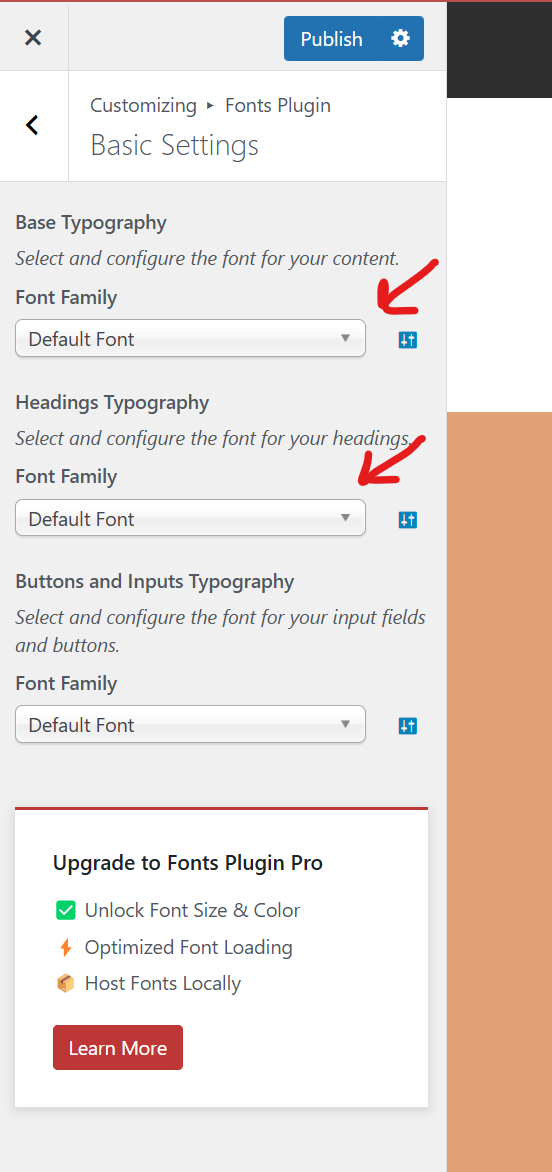 Publish
Customizing ▸ Fonts Plugin
Basic Settings
Base Typography
Select and configure the font for your content.
Font Family
Default Font
Headings Typography
Select and configure the font for your headings.
Font Family
Default Font
Buttons and Inputs Typography
Select and configure the font for your input fields
and buttons.
Font Family
Default Font
Upgrade to Fonts Plugin Pro
Unlock Font Size & Color
Optimized Font Loading
Host Fonts Locally
Learn More